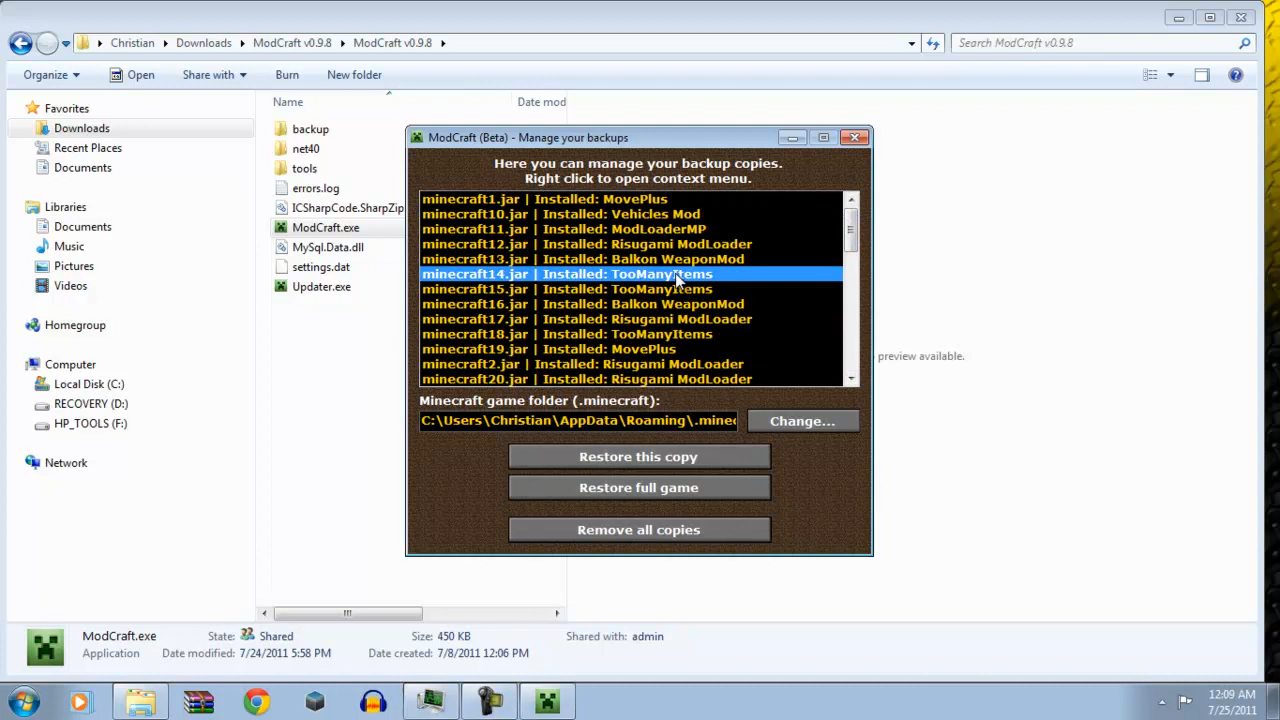 Christian
Downloads
ModCraft v0.9.8
ModCraft v0.9.8
Search ModCraft v0.9.8
Organize
Open
Share with
Burn
New folder
Favorites
Downloads
Recent Places
Documents
Libraries
Documents
Music
Pictures
Videos
Homegroup
Computer
Local Disk (C:)
RECOVERY (D:)
HP_TOOLS (F:)
Network
Name
Date mod
backup
net40
tools
errors.log
ICSharpCode.SharpZip
ModCraft.exe
MySql.Data.dll
settings.dat
Updater.exe
ModCraft (Beta) - Manage your backups
Here you can manage your backup copies.
Right click to open context menu.
minecraft1.jar | Installed: MovePlus
minecraft10.jar | Installed: Vehicles Mod
minecraft11.jar | Installed: ModLoaderMP
minecraft12.jar | Installed: Risugami ModLoader
minecraft13.jar | Installed: Balkon WeaponMod
minecraft14.jar | Installed: TooManyItems
minecraft15.jar | Installed: TooManyItems
minecraft16.jar | Installed: Balkon WeaponMod
minecraft17.jar | Installed: Risugami ModLoader
minecraft18.jar | Installed: TooManyItems
minecraft19.jar | Installed: MovePlus
minecraft2.jar | Installed: Risugami ModLoader
minecraft20.jar | Installed: Risugami ModLoader
Minecraft game folder (.minecraft):
C:\Users\Christian\AppData\Roaming\.minec
Change...
Restore this copy
Restore full game
Remove all copies
preview available.
ModCraft.exe
State: Shared
Size: 450 KB
Shared with: admin
Application
Date modified: 7/24/2011 5:58 PM
Date created: 7/8/2011 12:06 PM
12:09 AM
7/25/2011